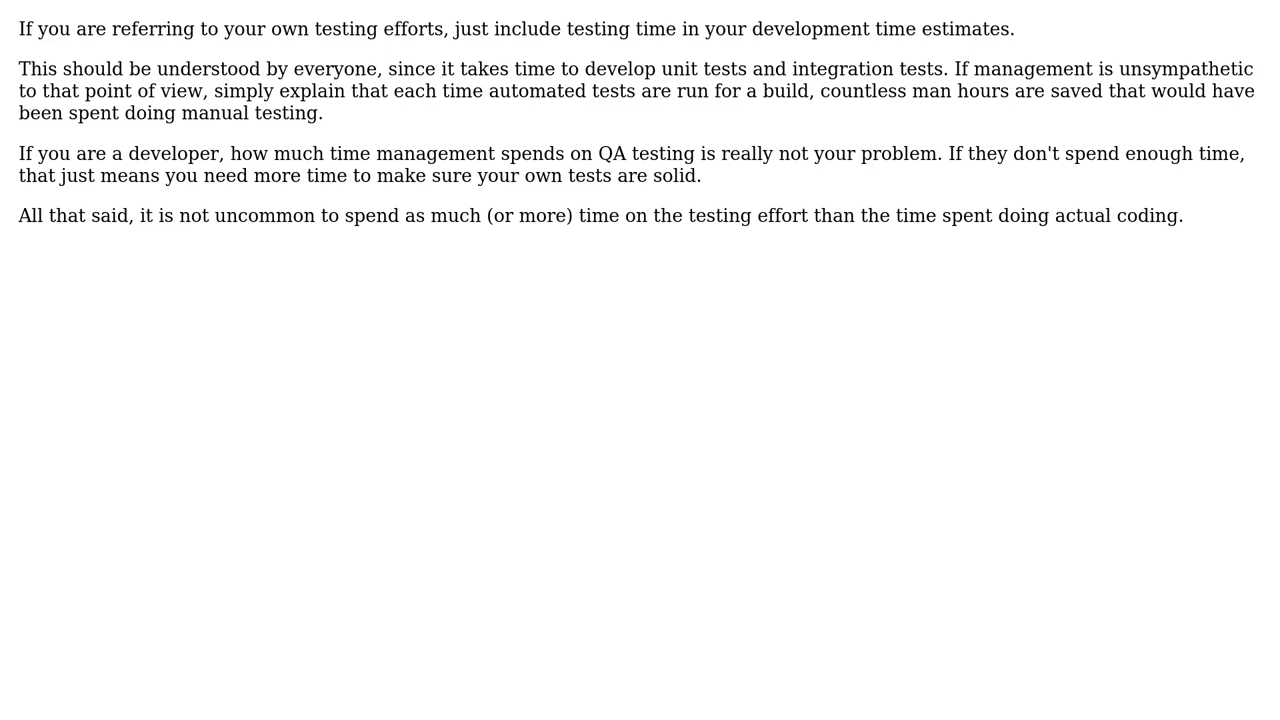 If you are referring to your own testing efforts, just include testing time in your development time estimates.
This should be understood by everyone, since it takes time to develop unit tests and integration tests. If management is unsympathetic
to that point of view, simply explain that each time automated tests are run for a build, countless man hours are saved that would have
been spent doing manual testing.
If you are a developer, how much time management spends on QA testing is really not your problem. If they don't spend enough time,
that just means you need more time to make sure your own tests are solid.
All that said, it is not uncommon to spend as much (or more) time on the testing effort than the time spent doing actual coding.